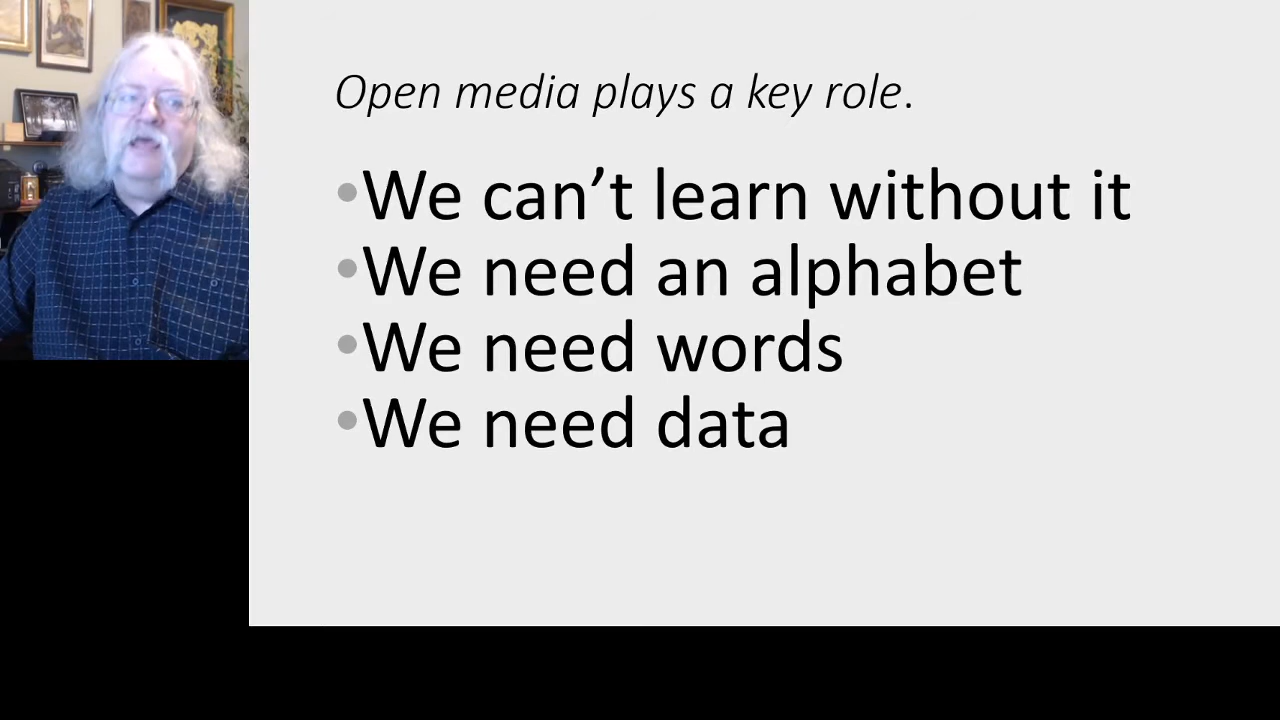 Open media plays a key role.
•We can’t learn without it
•We need an alphabet
•We need words
•We need data